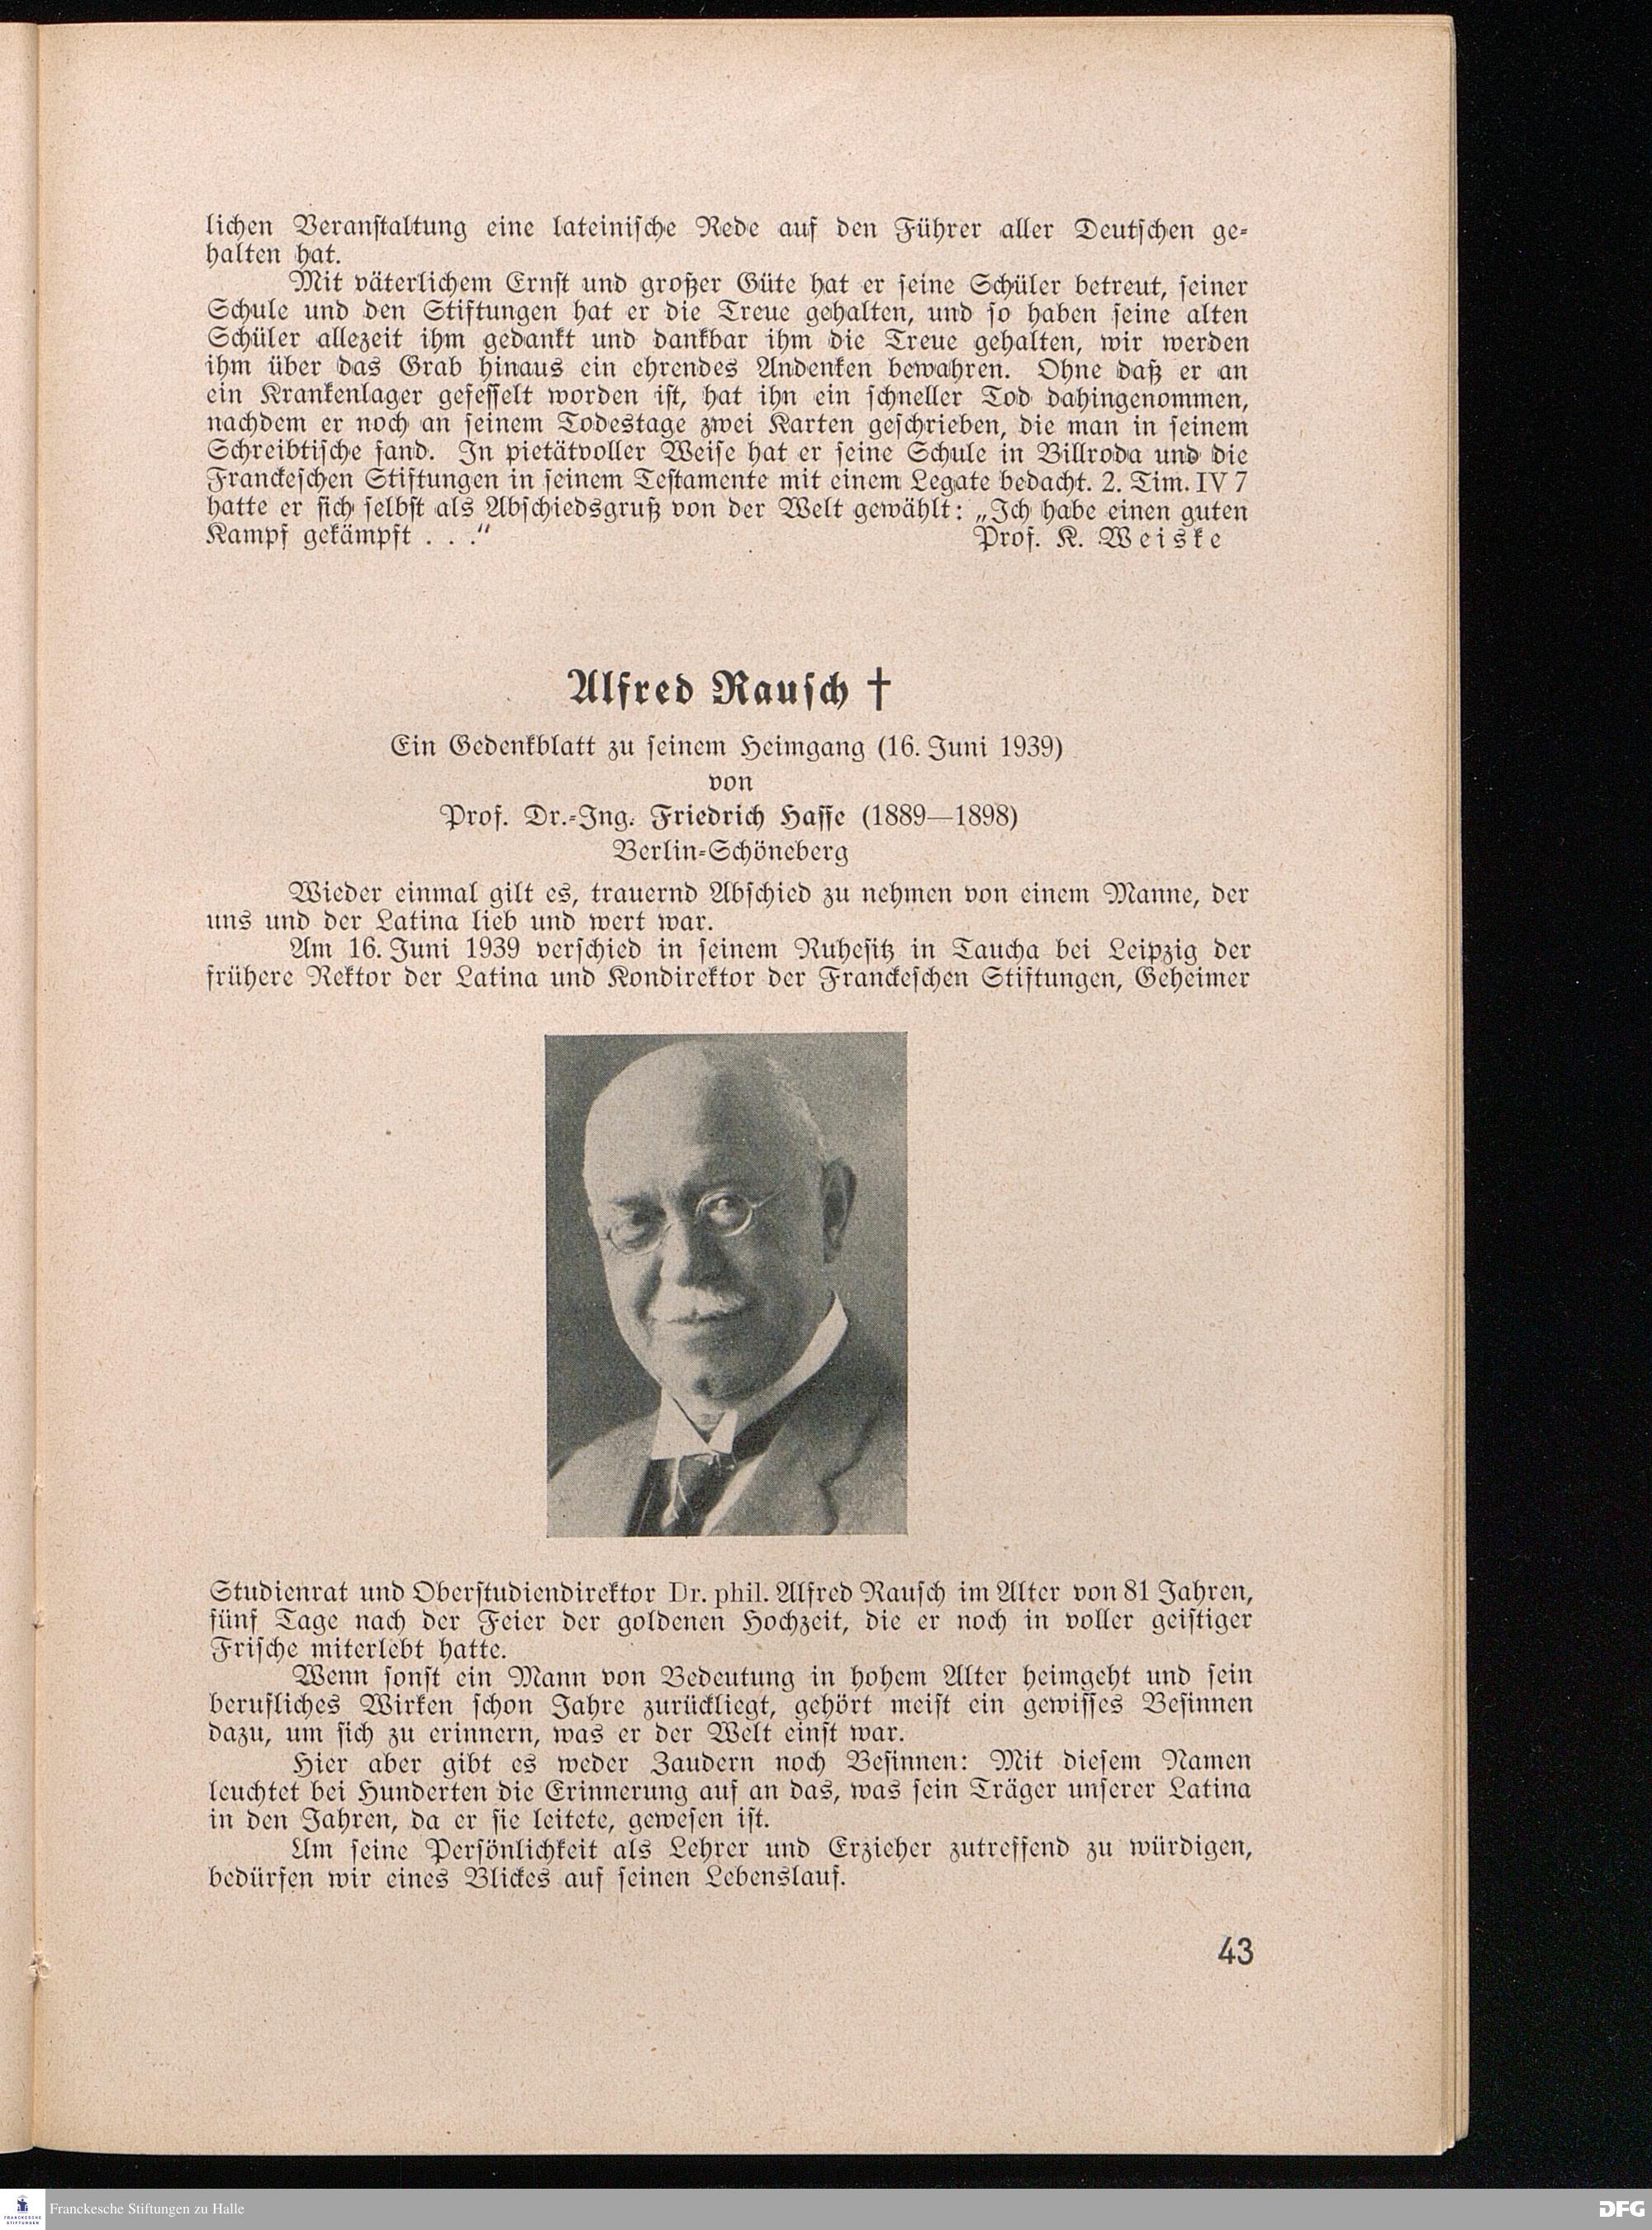 lichen Veranstaltung eine lateinische Rede auf den Führer aller Deutschen ge-
halten hat.
Mit väterlichem Ernst und großer Güte hat er seine Schüler betreut, seiner
Schule und den Stiftungen hat er die Treue gehalten, und so haben seine alten
Schüler allezeit ihm gedankt und dankbar ihm die Treue gehalten, wir werden
ihm über das Grab hinaus ein ehrendes Andenken bewahren. Ohne daß er an
ein Krankenlager gefesselt worden ist, hat ihn ein schneller Tod dahingenommen,
nachdem er noch an seinem Todestage zwei Karten geschrieben, die man in seinem
Schreibtische fand. In pietätvoller Weise hat er seine Schule in Billroda und die
Franckeschen Stiftungen in seinem Testamente mit einem Legate bedacht. 2. Tim. IV 7
hatte er sich selbst als Abschiedsgruß von der Welt gewählt: „Ich habe einen guten
Kampf gekämpft . . .“ Prof. K. Weiske
Alfred Rausch †
Ein Gedenkblatt zu seinem Heimgang (16. Juni 1939)
von
Prof. Dr.-Ing. Friedrich Hasse (1889—1898)
Berlin-Schöneberg
Wieder einmal gilt es, trauernd Abschied zu nehmen von einem Manne, der
uns und der Latina lieb und wert war.
Am 16. Juni 1939 verschied in seinem Ruhesitz in Taucha bei Leipzig der
frühere Rektor der Latina und Kondirektor der Franckeschen Stiftungen, Geheimer
Studienrat und Oberstudiendirektor Dr. phil. Alfred Rausch im Alter von 81 Jahren,
fünf Tage nach der Feier der goldenen Hochzeit, die er noch in voller geistiger
Frische miterlebt hatte.
Wenn sonst ein Mann von Bedeutung in hohem Alter heimgeht und sein
berufliches Wirken schon Jahre zurückliegt, gehört meist ein gewisses Besinnen
dazu, um sich zu erinnern, was er der Welt einst war.
Hier aber gibt es weder Zaudern noch Besinnen: Mit diesem Namen
leuchtet bei Hunderten die Erinnerung auf an das, was sein Träger unserer Latina
in den Jahren, da er sie leitete, gewesen ist.
Um seine Persönlichkeit als Lehrer und Erzieher zutreffend zu würdigen,
bedürfen wir eines Blickes auf seinen Lebenslauf.
43
FRANCKESCHE
STIFTUNGEN
Franckesche Stiftungen zu Halle
DFG